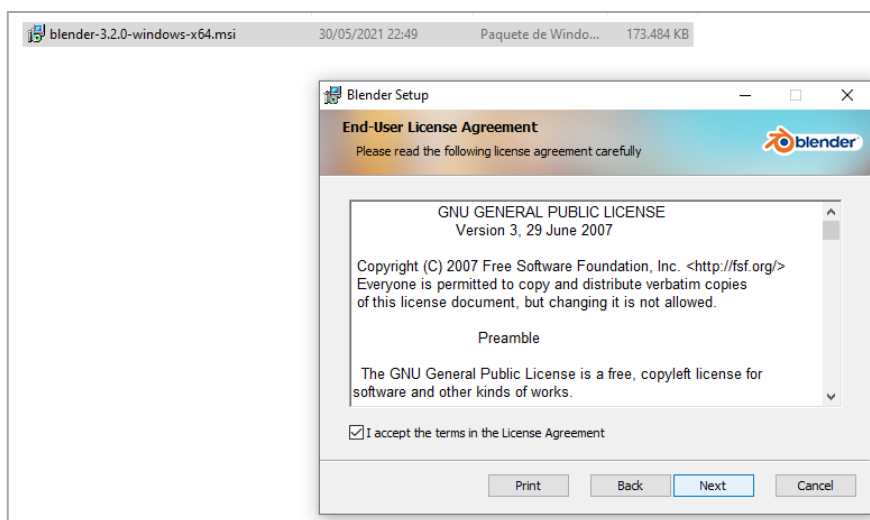 blender-3.2.0-windows-x64.msi 30/05/2021 22:49 Paquete de Windo... 173.484 KB
Blender Setup
End-User License Agreement
Please read the following license agreement carefully
blender
GNU GENERAL PUBLIC LICENSE
Version 3, 29 June 2007
Copyright (C) 2007 Free Software Foundation, Inc. <http://fsf.org/>
Everyone is permitted to copy and distribute verbatim copies
of this license document, but changing it is not allowed.
Preamble
The GNU General Public License is a free, copyleft license for
software and other kinds of works.
I accept the terms in the License Agreement
Print Back Next Cancel